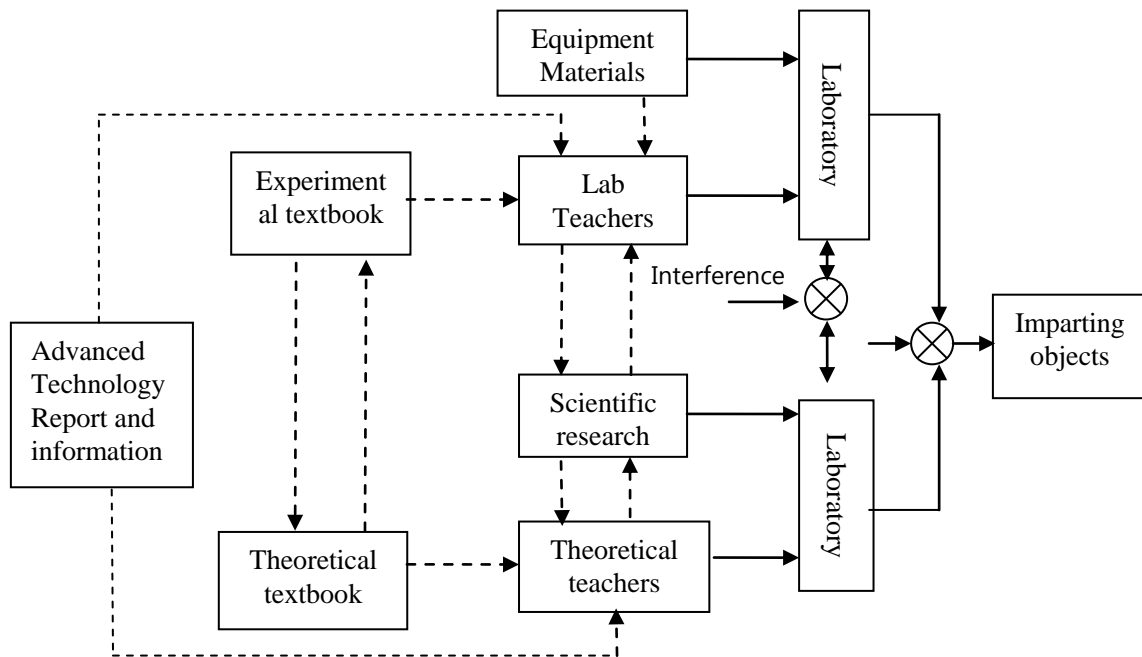 Equipment
Materials
Laboratory
Experiment
al textbook
Lab
Teachers
Interference
Advanced
Technology
Report and
information
Imparting
objects
Scientific
research
Laboratory
Theoretical
textbook
Theoretical
teachers